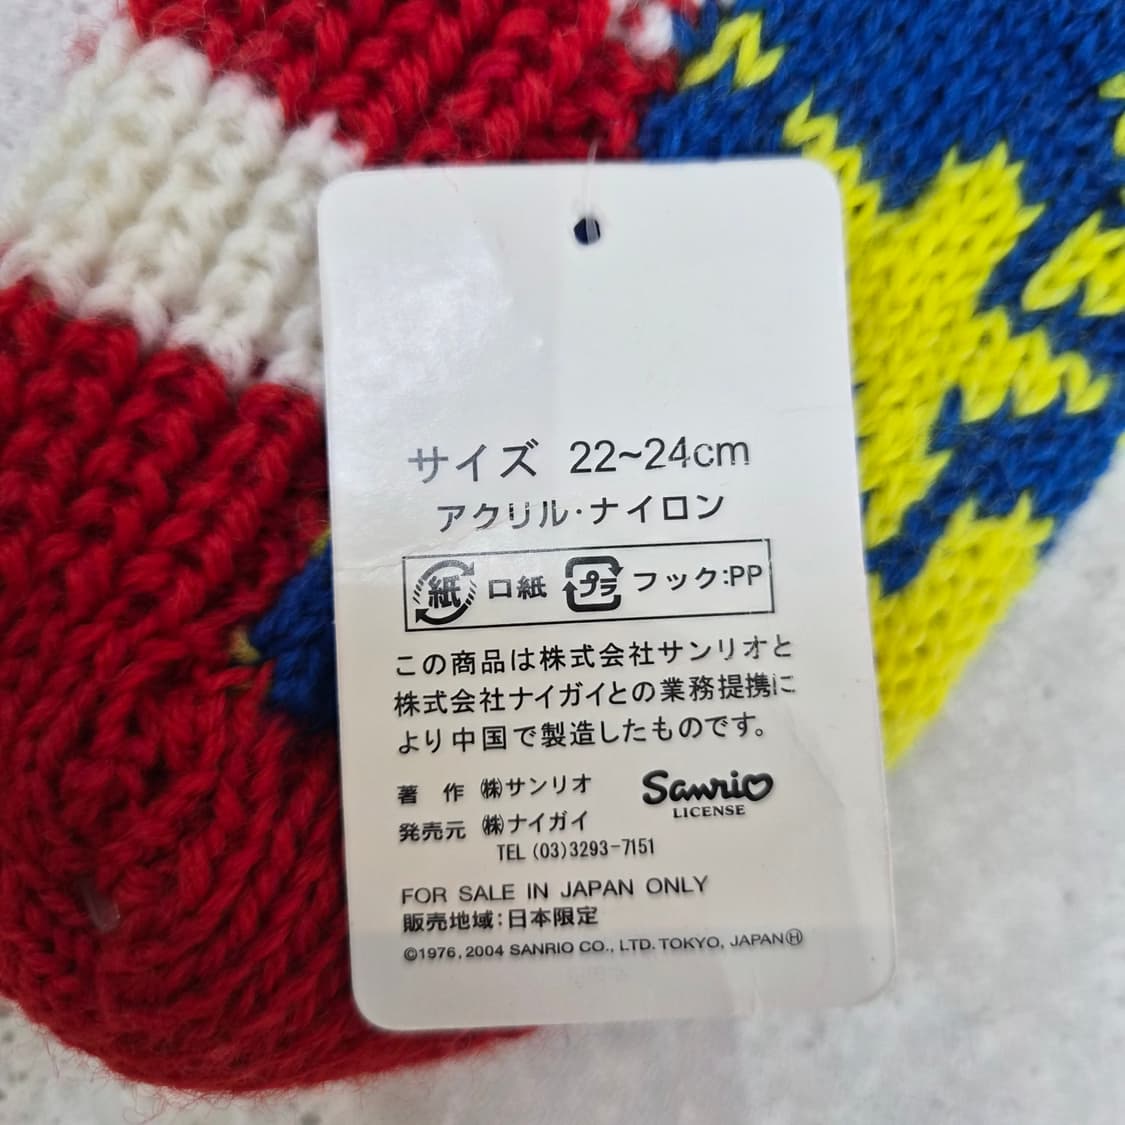 サイズ 22~24cm
アクリル・ナイロン
紙 口紙 プラ フック:PP
この商品は株式会社サンリオと
株式会社ナイガイとの業務提携に
より中国で製造したものです。
著 作 ㈱サンリオ
Sanrio
LICENSE
発売元 ㈱ナイガイ
TEL (03)3293-7151
FOR SALE IN JAPAN ONLY
販売地域:日本限定
©1976, 2004 SANRIO CO., LTD. TOKYO, JAPAN Ⓗ